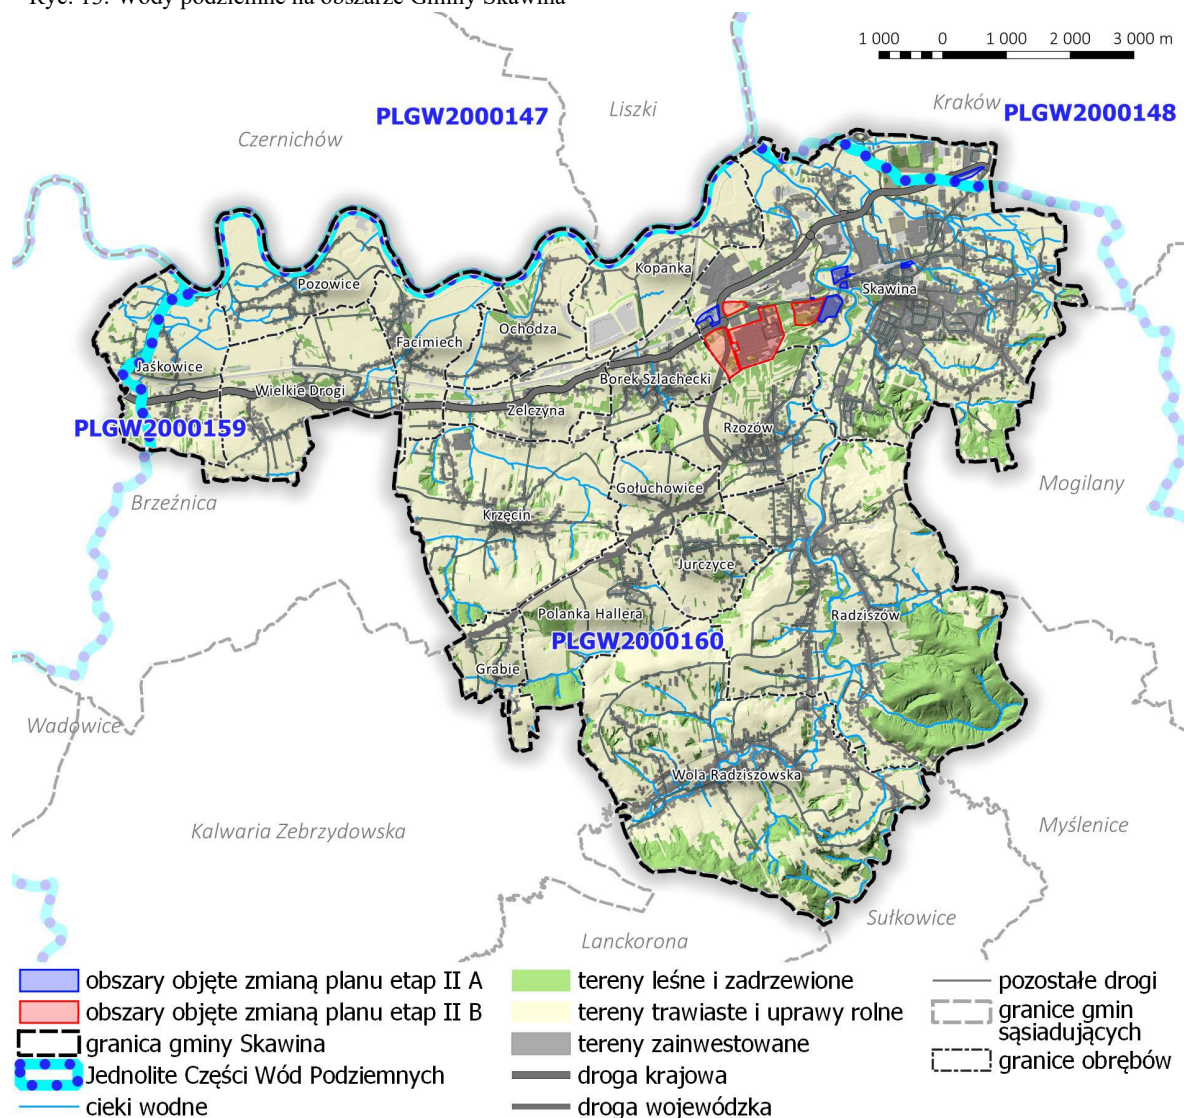 Ryc. 13. Wody podziemne na obszarze Gminy Skawina
1 000 0 1 000 2 000 3 000 m
Kraków
PLGW2000148
Liszki
PLGW2000147
Czernichów
Kopanka
Pozowice
Skawina
Ochodza
Facimiech
Jaśkowice
Borek Szlachecki
Wielkie Drogi
Zelczyna
PLGW2000159
Rzozów
Mogilany
Gołuchowice
Brzeźnica
Krzęcin
Jurczyce
Polanka Hallera
Radziszów
PLGW2000160
Grabie
Wadowice
Wola Radziszowska
Kalwaria Zebrzydowska
Myślenice
Sułkowice
Lanckorona
obszary objęte zmianą planu etap II A
obszary objęte zmianą planu etap II B
granica gminy Skawina
Jednolite Części Wód Podziemnych
cieki wodne
tereny leśne i zadrzewione
tereny trawiaste i uprawy rolne
tereny zainwestowane
droga krajowa
droga wojewódzka
pozostałe drogi
granice gmin
sąsiadujących
granice obrębów